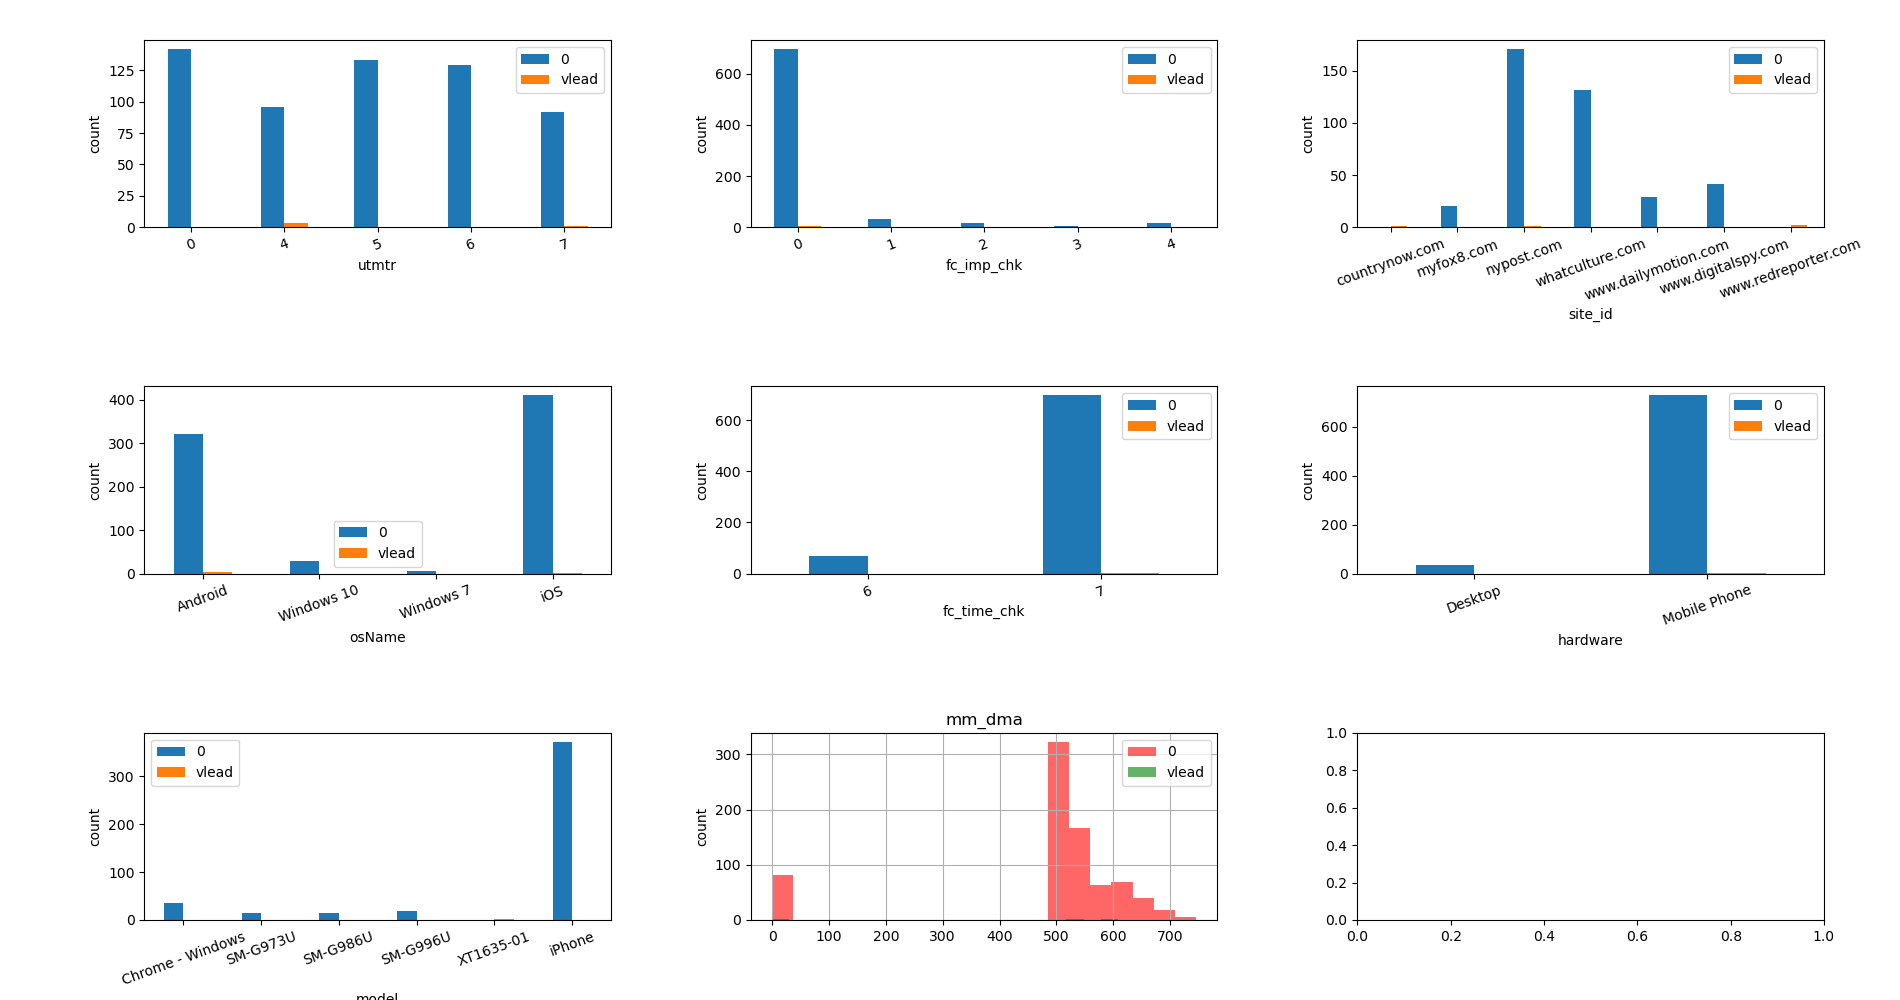 125
100
75
50
25
0
count
0
vlead
0
4
5
6
7
utmtr
600
400
200
0
count
0
vlead
0
1
2
3
4
fc_imp_chk
150
100
50
0
count
0
vlead
countrynow.com
myfox8.com
nypost.com
whatculture.com
www.dailymotion.com
www.digitalspy.com
www.redreporter.com
site_id
400
300
200
100
0
count
0
vlead
Android
Windows 10
Windows 7
iOS
osName
600
400
200
0
count
0
vlead
6
7
fc_time_chk
600
400
200
0
count
0
vlead
Desktop
Mobile Phone
hardware
300
200
100
0
count
0
vlead
Chrome - Windows
SM-G973U
SM-G986U
SM-G996U
XT1635-01
iPhone
model
mm_dma
300
200
100
0
count
0
vlead
0 100 200 300 400 500 600 700
1.0
0.8
0.6
0.4
0.2
0.0
0.0 0.2 0.4 0.6 0.8 1.0